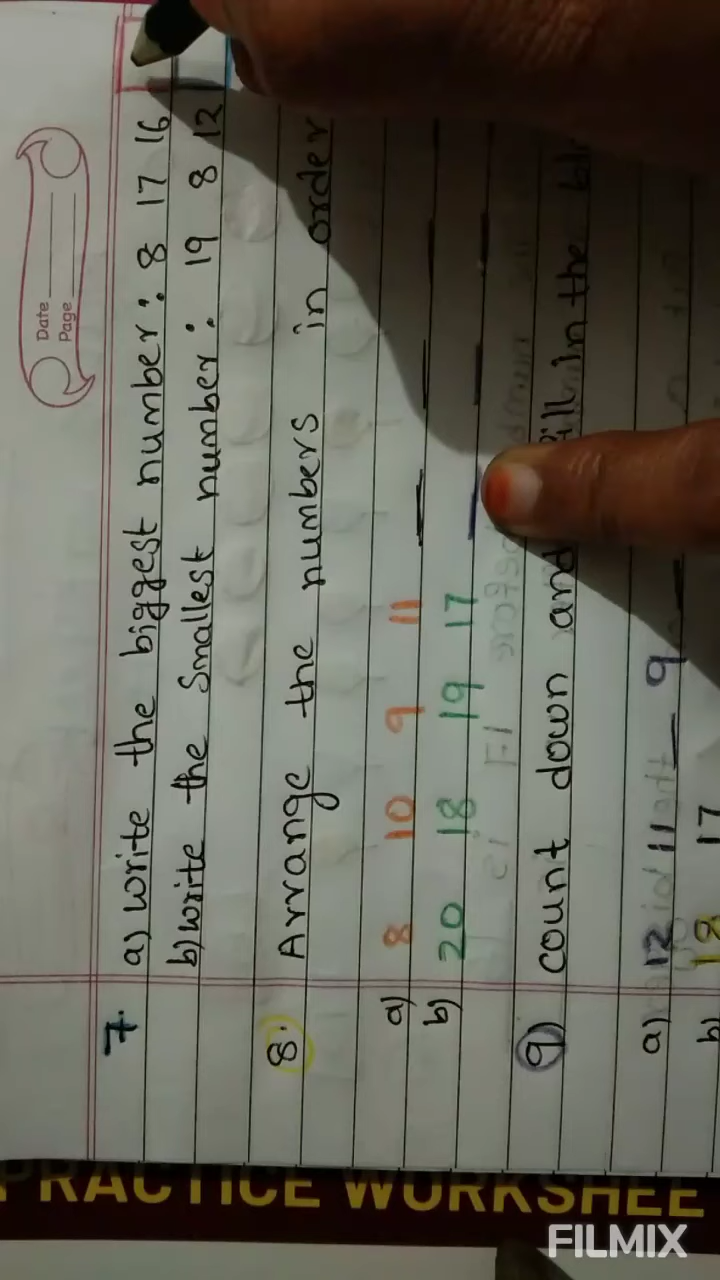 Date
Page
7. a) write the biggest number: 8 17 16
b) write the smallest number: 19 8 12
8. Arrange the numbers in order
a) 8 10 9 11
b) 20 18 19 17
9) count down and fill in the
a) 12 11 _ 9 _
b) 18 17
PRACTICE WORKSHEE
FILMIX